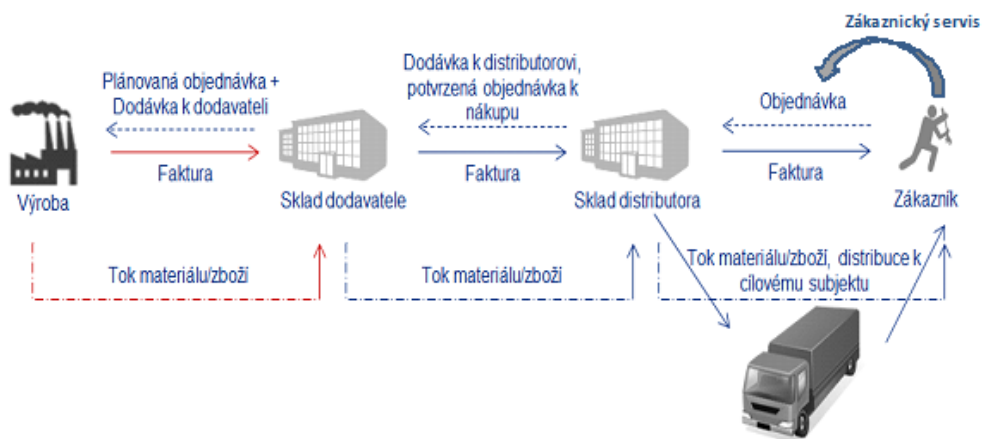 Zákaznický servis
Plánovaná objednávka +
Dodávka k dodavateli
Dodávka k distributorovi,
potvrzená objednávka k
nákupu
Objednávka
Faktura
Faktura
Faktura
Výroba
Sklad dodavatele
Sklad distributora
Zákazník
Tok materiálu/zboží
Tok materiálu/zboží
Tok materiálu/zboží, distribuce k
cílovému subjektu